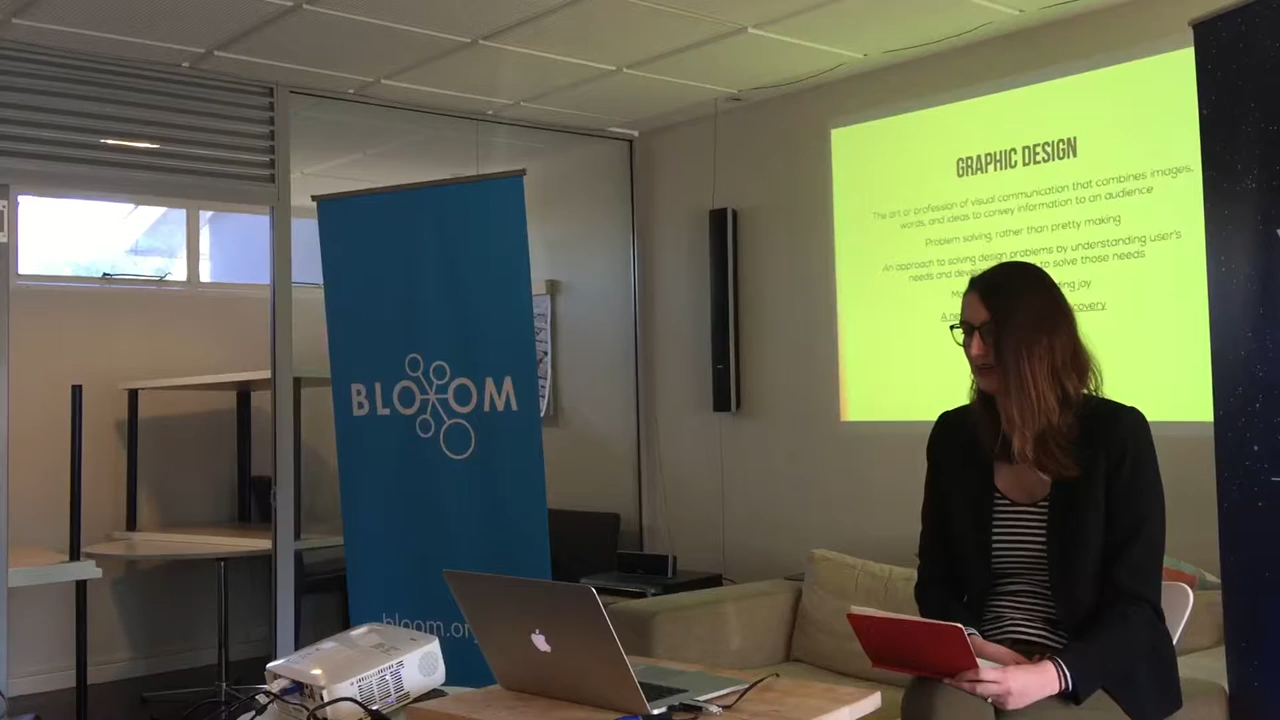 GRAPHIC DESIGN
The art or profession of visual communication that combines images,
words, and ideas to convey information to an audience
Problem solving, rather than pretty making
An approach to solving design problems by understanding user's
needs and to solve those needs
joy
BLOOM
bloom.or